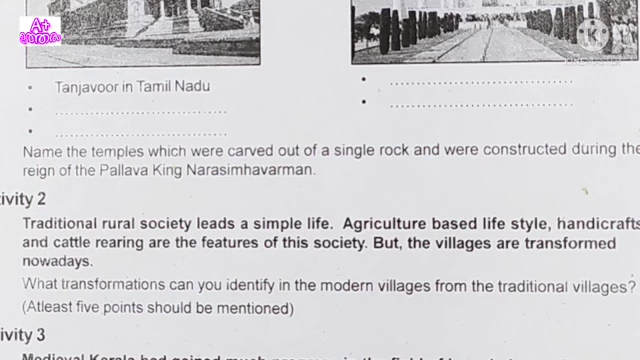 A+
• Tanjavoor in Tamil Nadu
• ..........................................
• ..........................................
• ..........................................
• ..........................................
Name the temples which were carved out of a single rock and were constructed during the
reign of the Pallava King Narasimhavarman.
tivity 2
Traditional rural society leads a simple life. Agriculture based life style, handicrafts
and cattle rearing are the features of this society. But, the villages are transformed
nowadays.
What transformations can you identify in the modern villages from the traditional villages?
(Atleast five points should be mentioned)
tivity 3